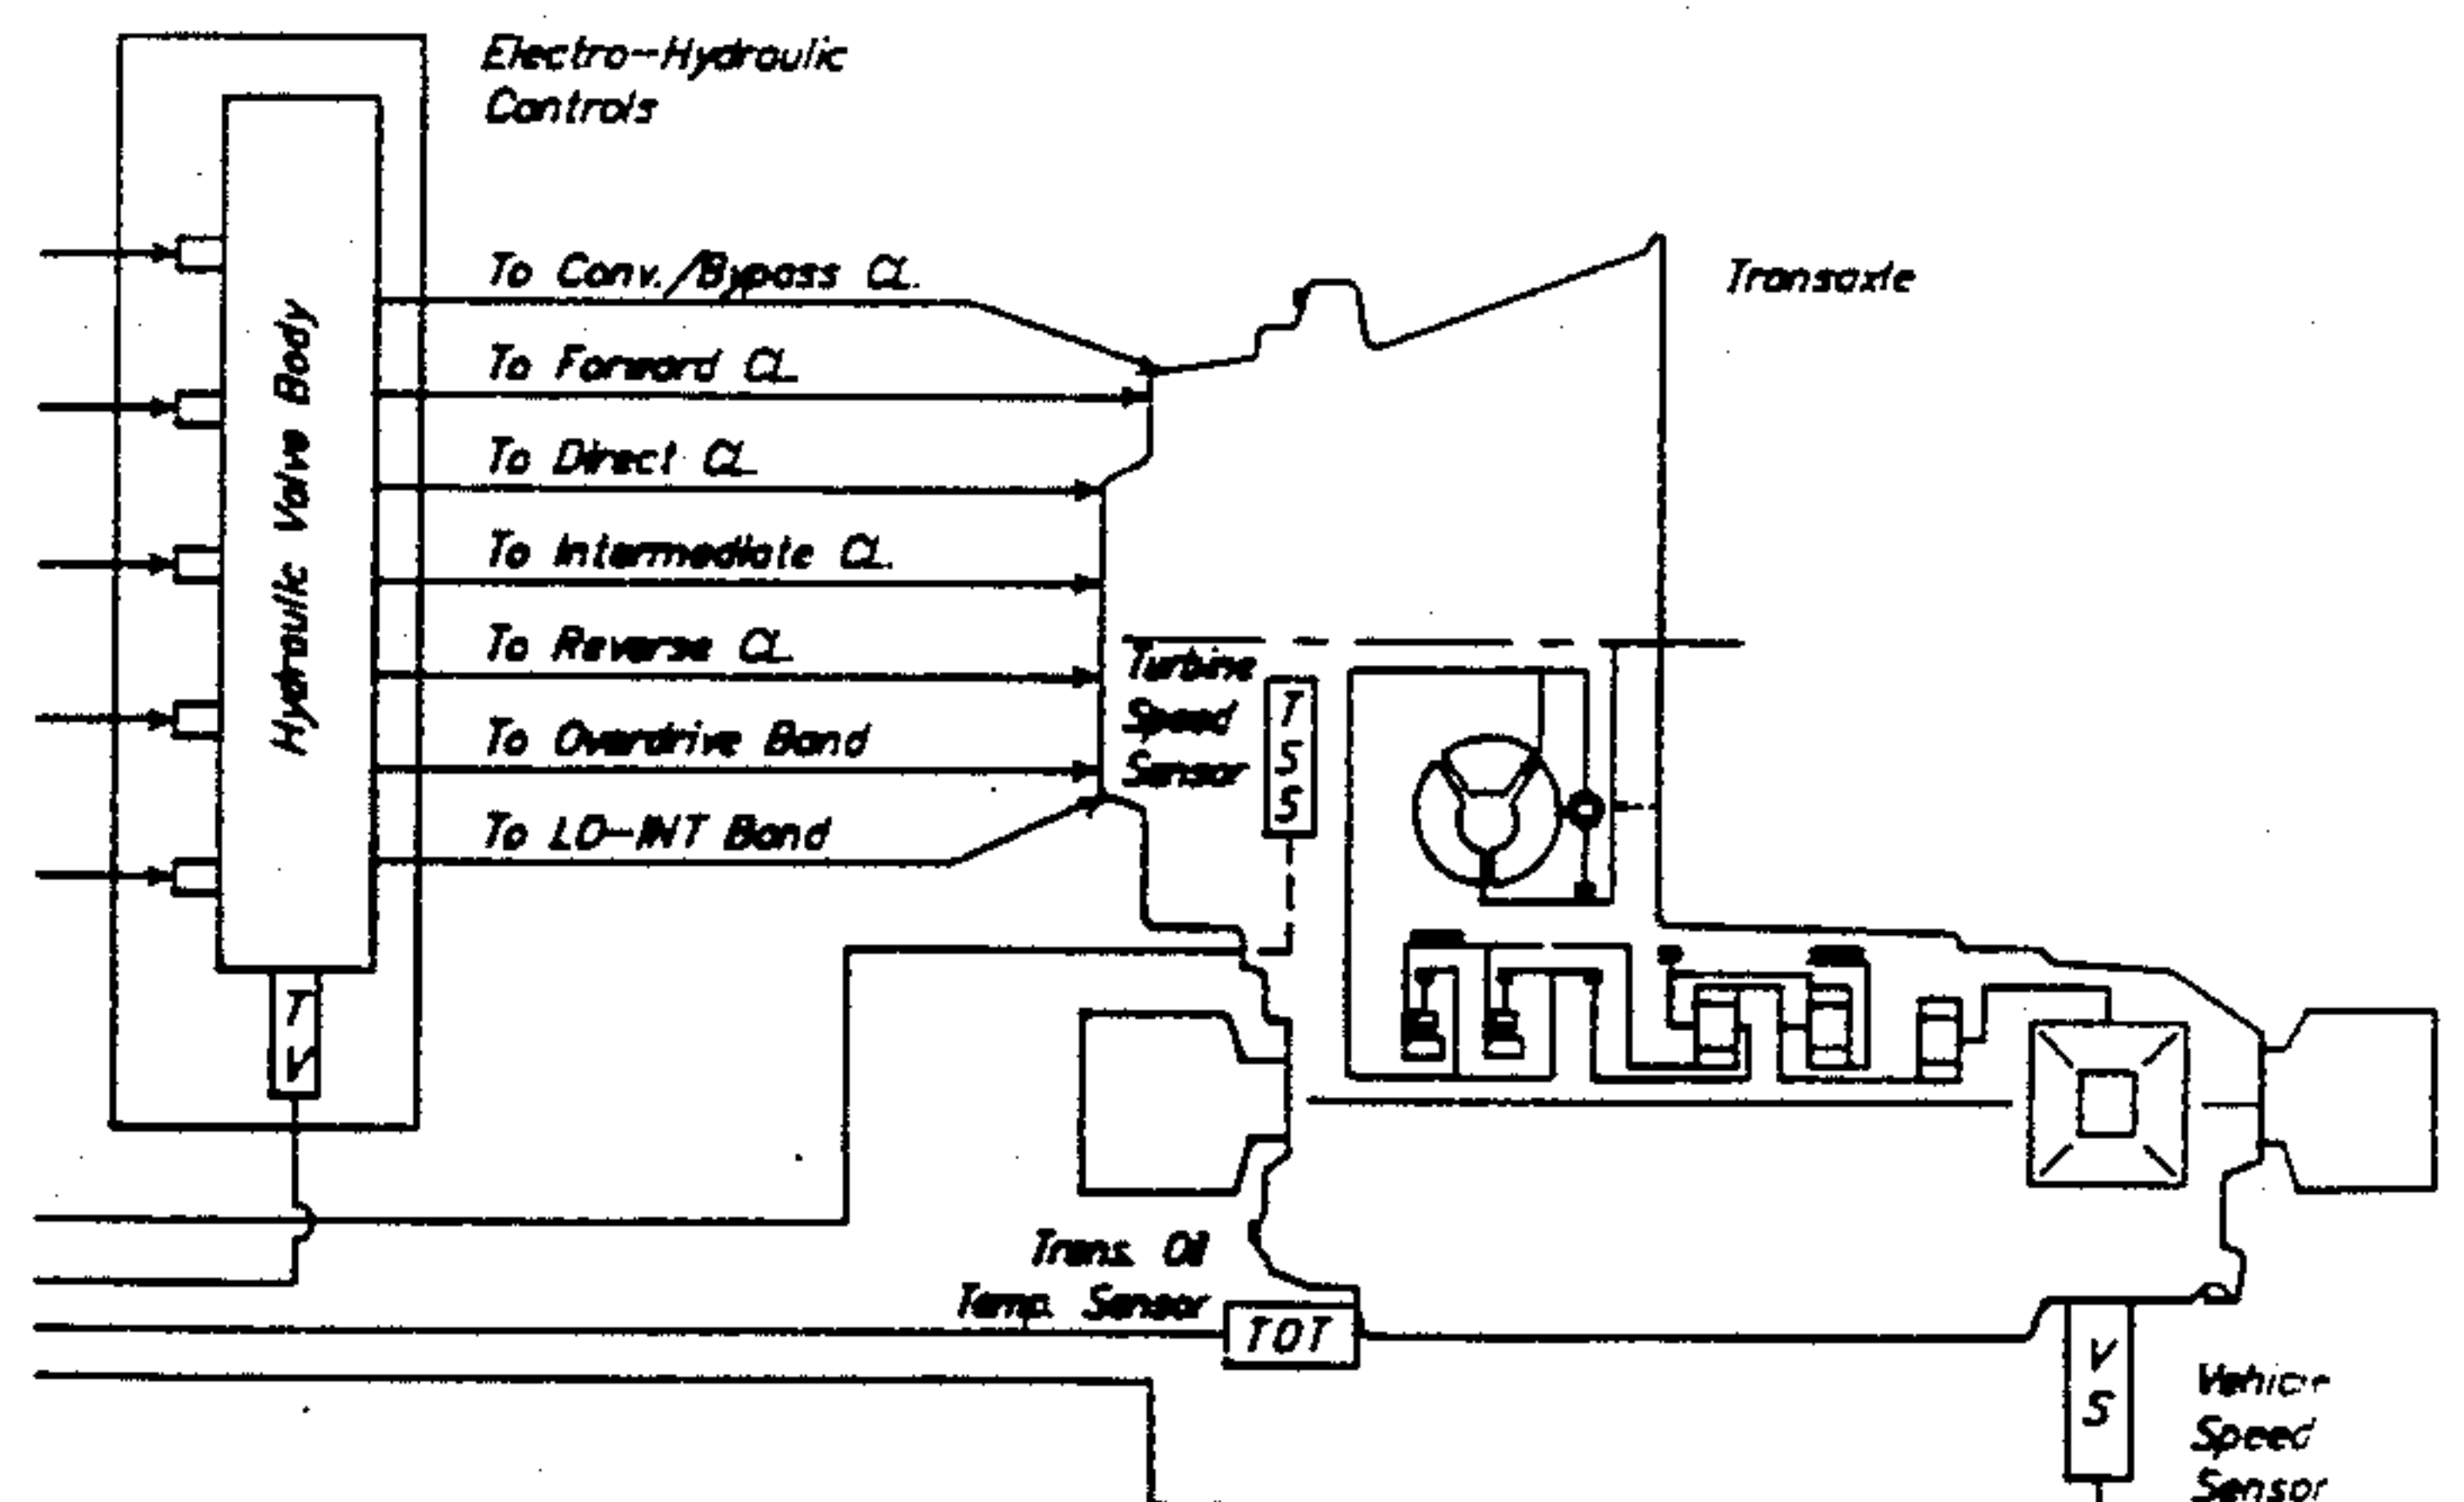 Electro-Hydraulic
Controls
To Conv./Bypass CL.
To Forward CL.
To Direct CL.
To Intermediate CL.
To Reverse CL.
To Overdrive Band
To LO-INT Band
Hydraulic Valve Body
TV
Transaxle
Turbine
Speed
Sensor
TSS
Trans. Oil
Temp. Sensor
TOT
VS
Vehicle
Speed
Sensor